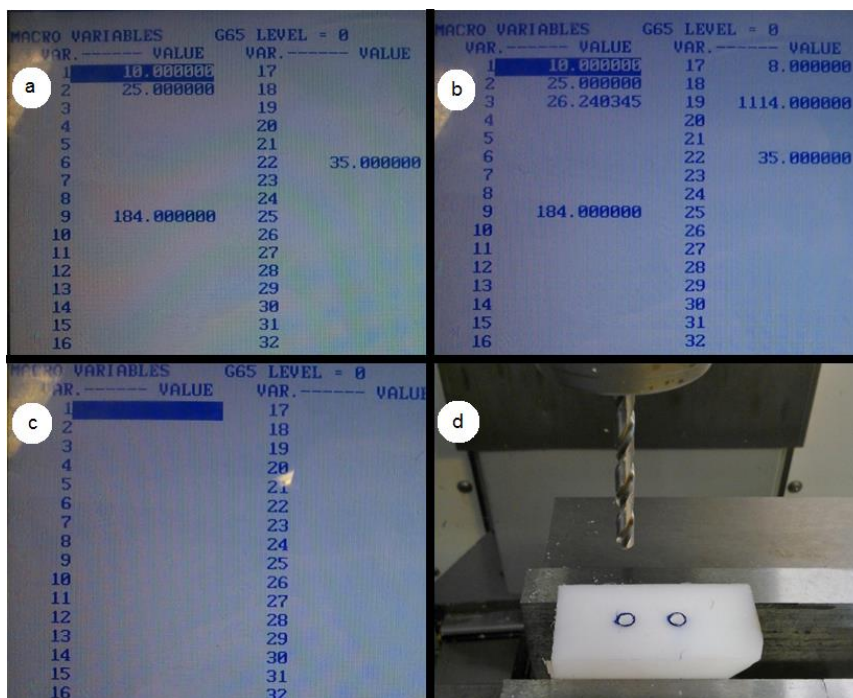 a
MACRO VARIABLES G65 LEVEL = 0
VAR.------ VALUE VAR.------ VALUE
1 10.000000 17
2 25.000000 18
3 19
4 20
5 21
6 22 35.000000
7 23
8 24
9 184.000000 25
10 26
11 27
12 28
13 29
14 30
15 31
16 32
b
MACRO VARIABLES G65 LEVEL = 0
VAR.------ VALUE VAR.------ VALUE
1 10.000000 17 8.000000
2 25.000000 18
3 26.240345 19 1114.000000
4 20
5 21
6 22 35.000000
7 23
8 24
9 184.000000 25
10 26
11 27
12 28
13 29
14 30
15 31
16 32
c
MACRO VARIABLES G65 LEVEL = 0
VAR.------ VALUE VAR.------ VALU
1 17
2 18
3 19
4 20
5 21
6 22
7 23
8 24
9 25
10 26
11 27
12 28
13 29
14 30
15 31
16 32
d